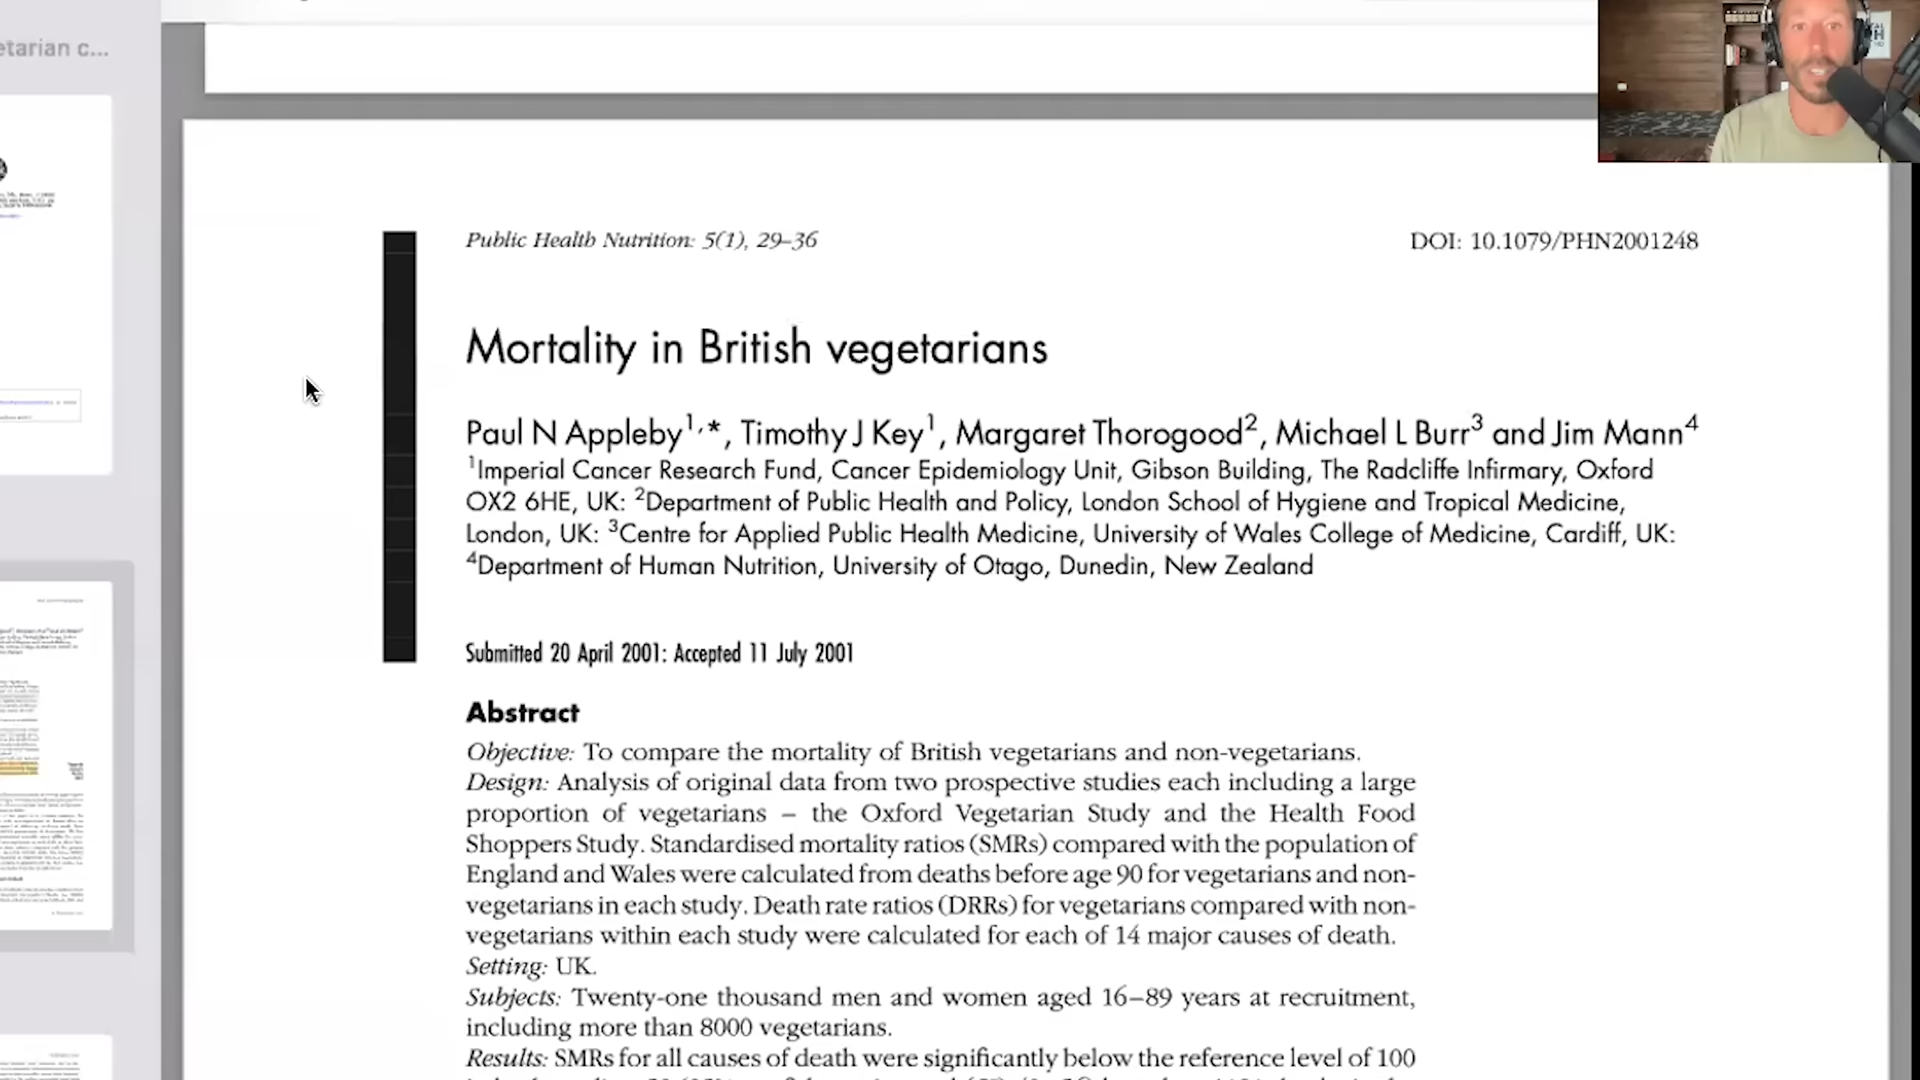 etarian c...
Public Health Nutrition: 5(1), 29–36
DOI: 10.1079/PHN2001248
Mortality in British vegetarians
Paul N Appleby1,*, Timothy J Key1, Margaret Thorogood2, Michael L Burr3 and Jim Mann4
1Imperial Cancer Research Fund, Cancer Epidemiology Unit, Gibson Building, The Radcliffe Infirmary, Oxford
OX2 6HE, UK: 2Department of Public Health and Policy, London School of Hygiene and Tropical Medicine,
London, UK: 3Centre for Applied Public Health Medicine, University of Wales College of Medicine, Cardiff, UK:
4Department of Human Nutrition, University of Otago, Dunedin, New Zealand
Submitted 20 April 2001: Accepted 11 July 2001
Abstract
Objective: To compare the mortality of British vegetarians and non-vegetarians.
Design: Analysis of original data from two prospective studies each including a large
proportion of vegetarians – the Oxford Vegetarian Study and the Health Food
Shoppers Study. Standardised mortality ratios (SMRs) compared with the population of
England and Wales were calculated from deaths before age 90 for vegetarians and non-
vegetarians in each study. Death rate ratios (DRRs) for vegetarians compared with non-
vegetarians within each study were calculated for each of 14 major causes of death.
Setting: UK.
Subjects: Twenty-one thousand men and women aged 16–89 years at recruitment,
including more than 8000 vegetarians.
Results: SMRs for all causes of death were significantly below the reference level of 100